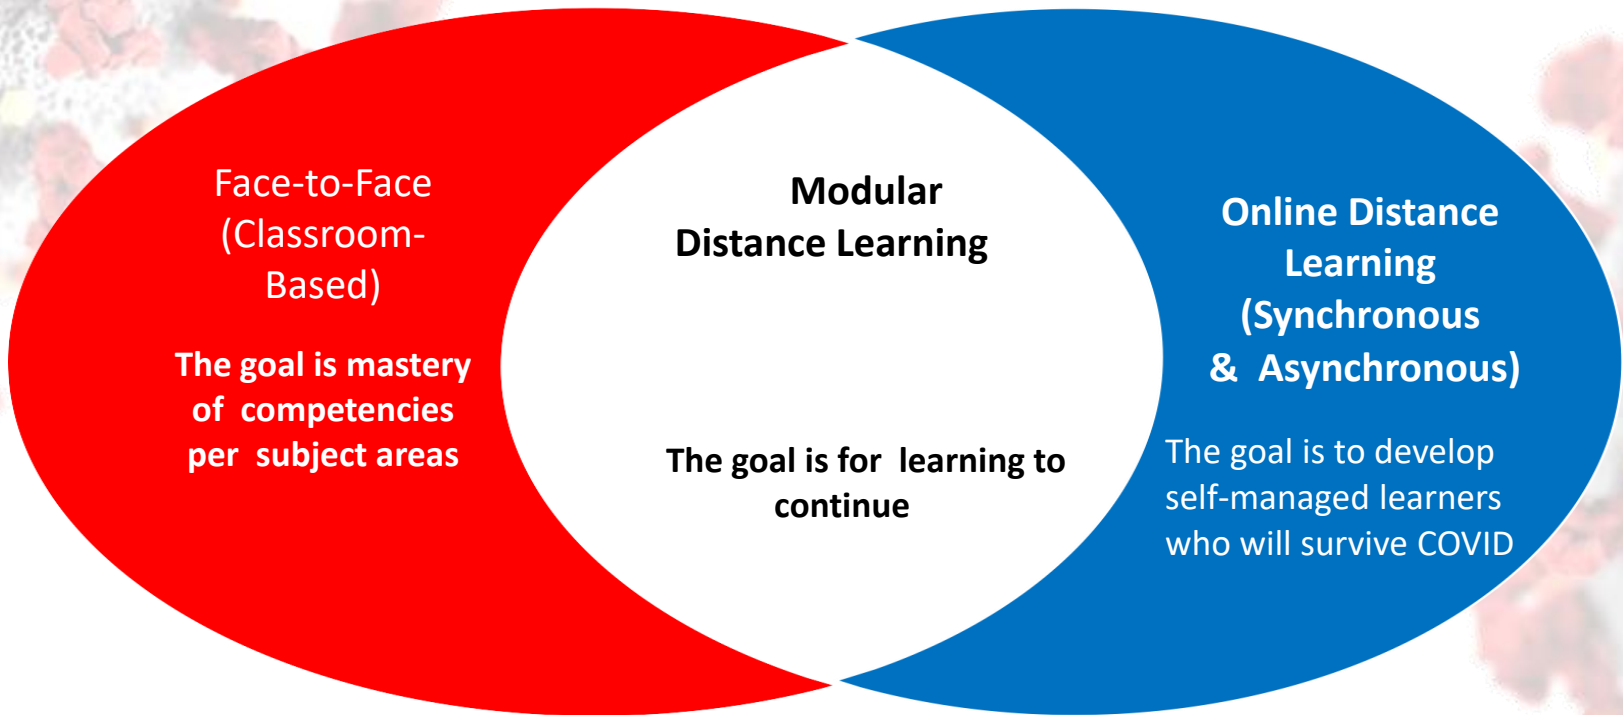 Face-to-Face
(Classroom-
Based)
The goal is mastery
of competencies
per subject areas
Modular
Distance Learning
The goal is for learning to
continue
Online Distance
Learning
(Synchronous
& Asynchronous)
The goal is to develop
self-managed learners
who will survive COVID